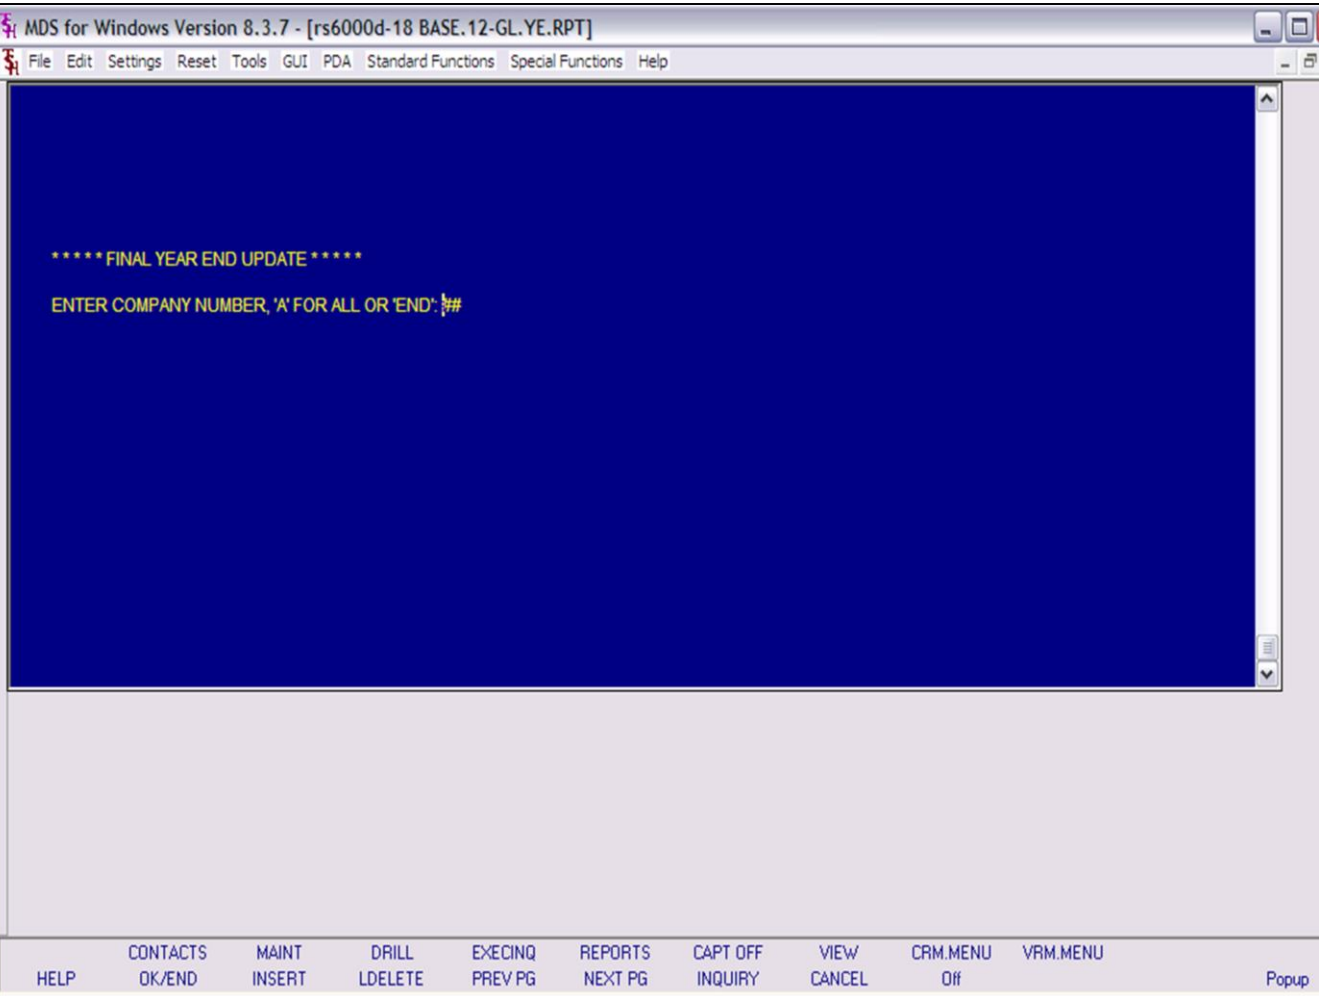 MDS for Windows Version 8.3.7 - [rs6000d-18 BASE.12-GL.YE.RPT]
File Edit Settings Reset Tools GUI PDA Standard Functions Special Functions Help
* * * * * FINAL YEAR END UPDATE * * * * *
ENTER COMPANY NUMBER, 'A' FOR ALL OR 'END': ##
CONTACTS MAINT DRILL EXECINQ REPORTS CAPT OFF VIEW CRM.MENU VRM.MENU
HELP OK/END INSERT LDELETE PREV PG NEXT PG INQUIRY CANCEL Off Popup